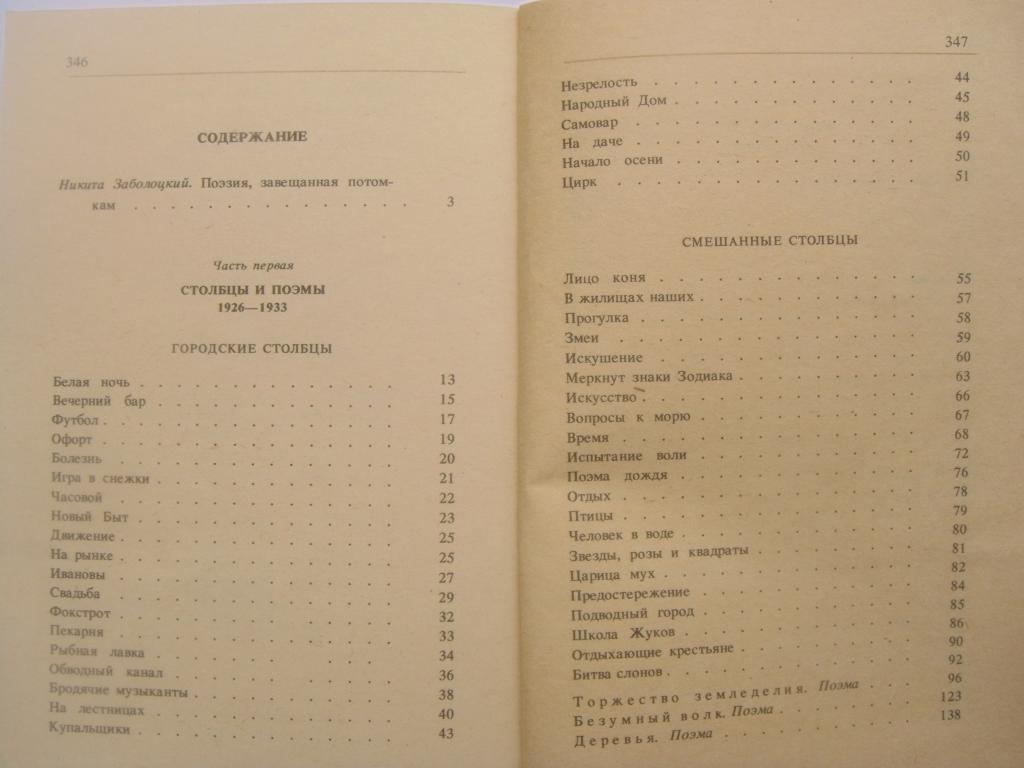 346
СОДЕРЖАНИЕ
Никита Заболоцкий. Поэзия, завещанная потом-
кам . . . . . . . . . . . . . . . 3
Часть первая
СТОЛБЦЫ И ПОЭМЫ
1926—1933
ГОРОДСКИЕ СТОЛБЦЫ
Белая ночь . . . . . . . . . . . . 13
Вечерний бар . . . . . . . . . . . . 15
Футбол . . . . . . . . . . . . 17
Офорт . . . . . . . . . . . . 19
Болезнь . . . . . . . . . . . . 20
Игра в снежки . . . . . . . . . . . . 21
Часовой . . . . . . . . . . . . 22
Новый Быт . . . . . . . . . . . . 23
Движение . . . . . . . . . . . . 25
На рынке . . . . . . . . . . . . 25
Ивановы . . . . . . . . . . . . 27
Свадьба . . . . . . . . . . . . 29
Фокстрот . . . . . . . . . . . . 32
Пекарня . . . . . . . . . . . . 33
Рыбная лавка . . . . . . . . . . . . 34
Обводный канал . . . . . . . . . . . . 36
Бродячие музыканты . . . . . . . . . . . 38
На лестницах . . . . . . . . . . . . 40
Купальщики . . . . . . . . . . . . 43
347
Незрелость . . . . . . . . . . . . 44
Народный Дом . . . . . . . . . . . . 45
Самовар . . . . . . . . . . . . 48
На даче . . . . . . . . . . . . 49
Начало осени . . . . . . . . . . . . 50
Цирк . . . . . . . . . . . . 51
СМЕШАННЫЕ СТОЛБЦЫ
Лицо коня . . . . . . . . . . . . 55
В жилищах наших . . . . . . . . . . . . 57
Прогулка . . . . . . . . . . . . 58
Змеи . . . . . . . . . . . . 59
Искушение . . . . . . . . . . . . 60
Меркнут знаки Зодиака . . . . . . . . . . 63
Искусство . . . . . . . . . . . . 66
Вопросы к морю . . . . . . . . . . . . 67
Время . . . . . . . . . . . . 68
Испытание воли . . . . . . . . . . . . 72
Поэма дождя . . . . . . . . . . . . 76
Отдых . . . . . . . . . . . . 78
Птицы . . . . . . . . . . . . 79
Человек в воде . . . . . . . . . . . . 80
Звезды, розы и квадраты . . . . . . . . . 81
Царица мух . . . . . . . . . . . . 82
Предостережение . . . . . . . . . . . . 84
Подводный город . . . . . . . . . . . . 85
Школа Жуков . . . . . . . . . . . . 86
Отдыхающие крестьяне . . . . . . . . . . 90
Битва слонов . . . . . . . . . . . . 92
Торжество земледелия. Поэма . . . 96
Безумный волк. Поэма . . . . . . . 123
Деревья. Поэма . . . . . . . . . 138